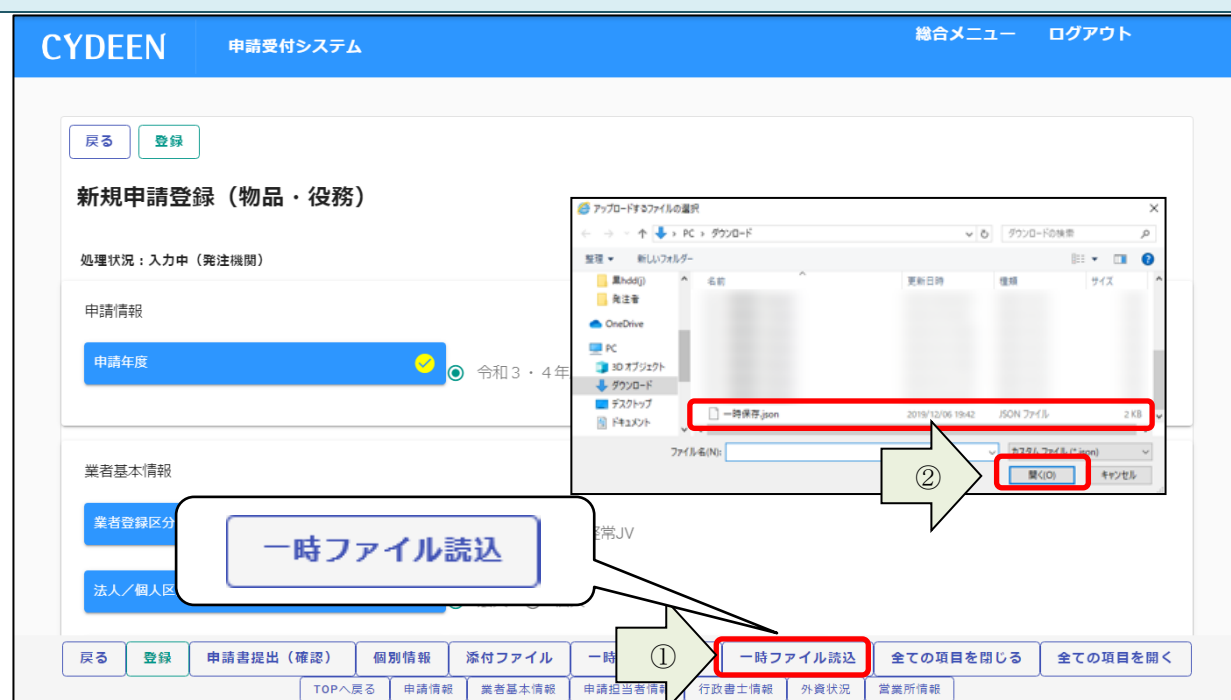 CYDEEN 申請受付システム 総合メニュー ログアウト
戻る 登録
新規申請登録（物品・役務）
処理状況：入力中（発注機関）
申請情報
申請年度 令和３・４年
業者基本情報
業者登録区分 常JV
法人／個人区
一時ファイル読込
アップロードするファイルの選択
PC › ダウンロード ダウンロードの検索
整理 新しいフォルダー
名前 更新日時 種類 サイズ
黒hdd(j)
発注者
OneDrive
PC
3D オブジェクト
ダウンロード
デスクトップ
ドキュメント
一時保存.json 2019/12/06 19:42 JSON ファイル 2 KB
ファイル名(N): カスタム ファイル (*.json)
開く(O) キャンセル
②
①
戻る 登録 申請書提出（確認） 個別情報 添付ファイル 一時 一時ファイル読込 全ての項目を閉じる 全ての項目を開く
TOPへ戻る 申請情報 業者基本情報 申請担当者情報 行政書士情報 外資状況 営業所情報